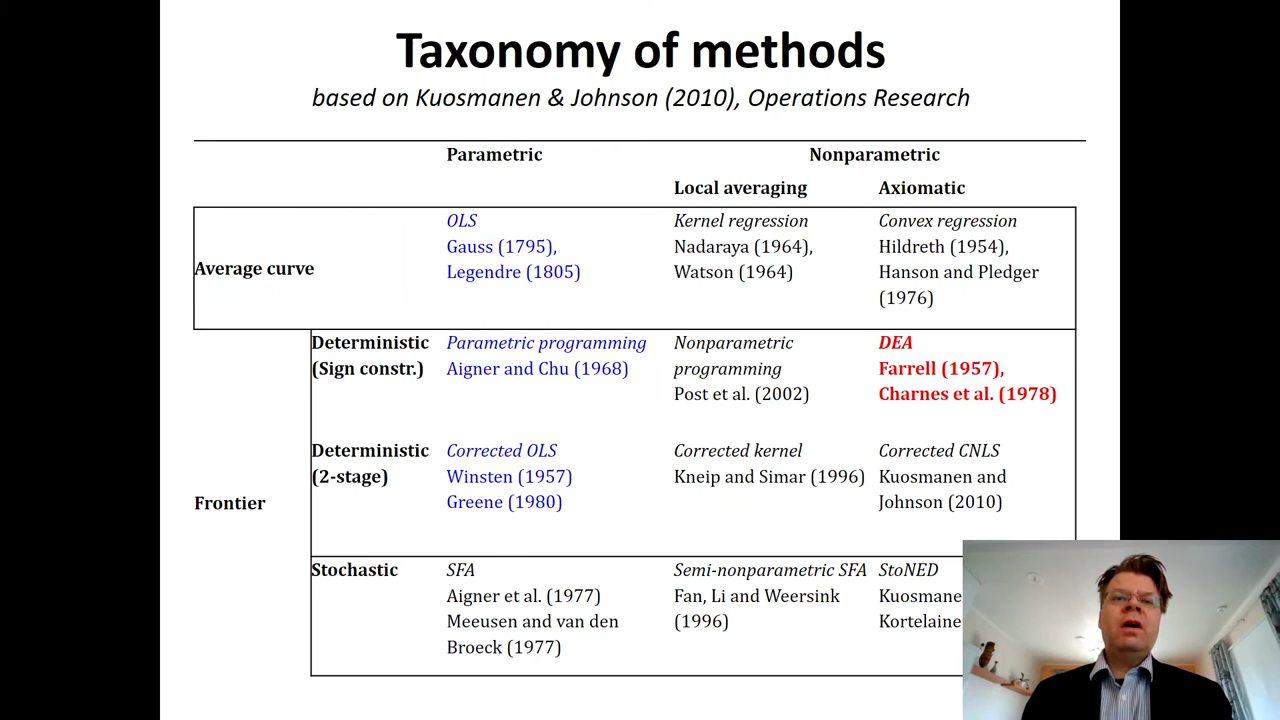 Taxonomy of methods
based on Kuosmanen & Johnson (2010), Operations Research
Parametric Nonparametric
Local averaging Axiomatic
Average curve
OLS
Gauss (1795),
Legendre (1805)
Kernel regression
Nadaraya (1964),
Watson (1964)
Convex regression
Hildreth (1954),
Hanson and Pledger
(1976)
Frontier
Deterministic
(Sign constr.)
Parametric programming
Aigner and Chu (1968)
Nonparametric
programming
Post et al. (2002)
DEA
Farrell (1957),
Charnes et al. (1978)
Deterministic
(2-stage)
Corrected OLS
Winsten (1957)
Greene (1980)
Corrected kernel
Kneip and Simar (1996)
Corrected CNLS
Kuosmanen and
Johnson (2010)
Stochastic
SFA
Aigner et al. (1977)
Meeusen and van den
Broeck (1977)
Semi-nonparametric SFA
Fan, Li and Weersink
(1996)
StoNED